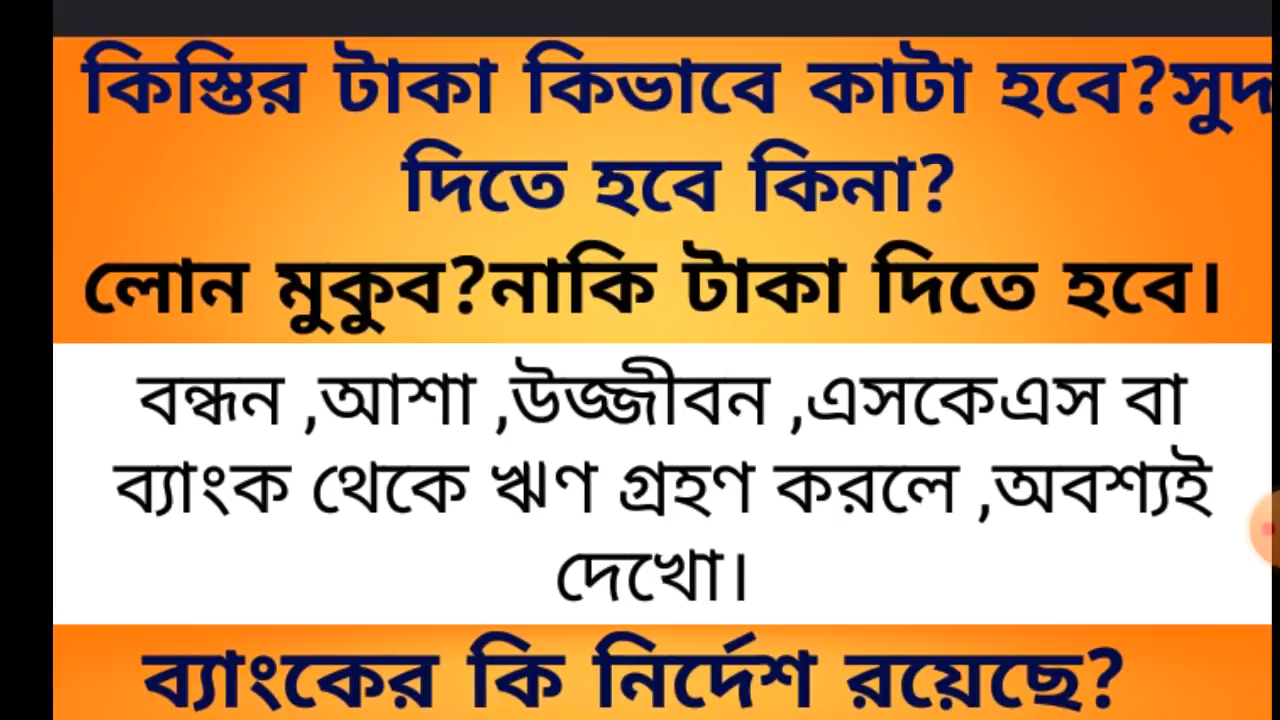 কিস্তির টাকা কিভাবে কাটা হবে?সুদ
দিতে হবে কিনা?
লোন মুকুব?নাকি টাকা দিতে হবে।
বন্ধন ,আশা ,উজ্জীবন ,এসকেএস বা
ব্যাংক থেকে ঋণ গ্রহণ করলে ,অবশ্যই
দেখো।
ব্যাংকের কি নির্দেশ রয়েছে?